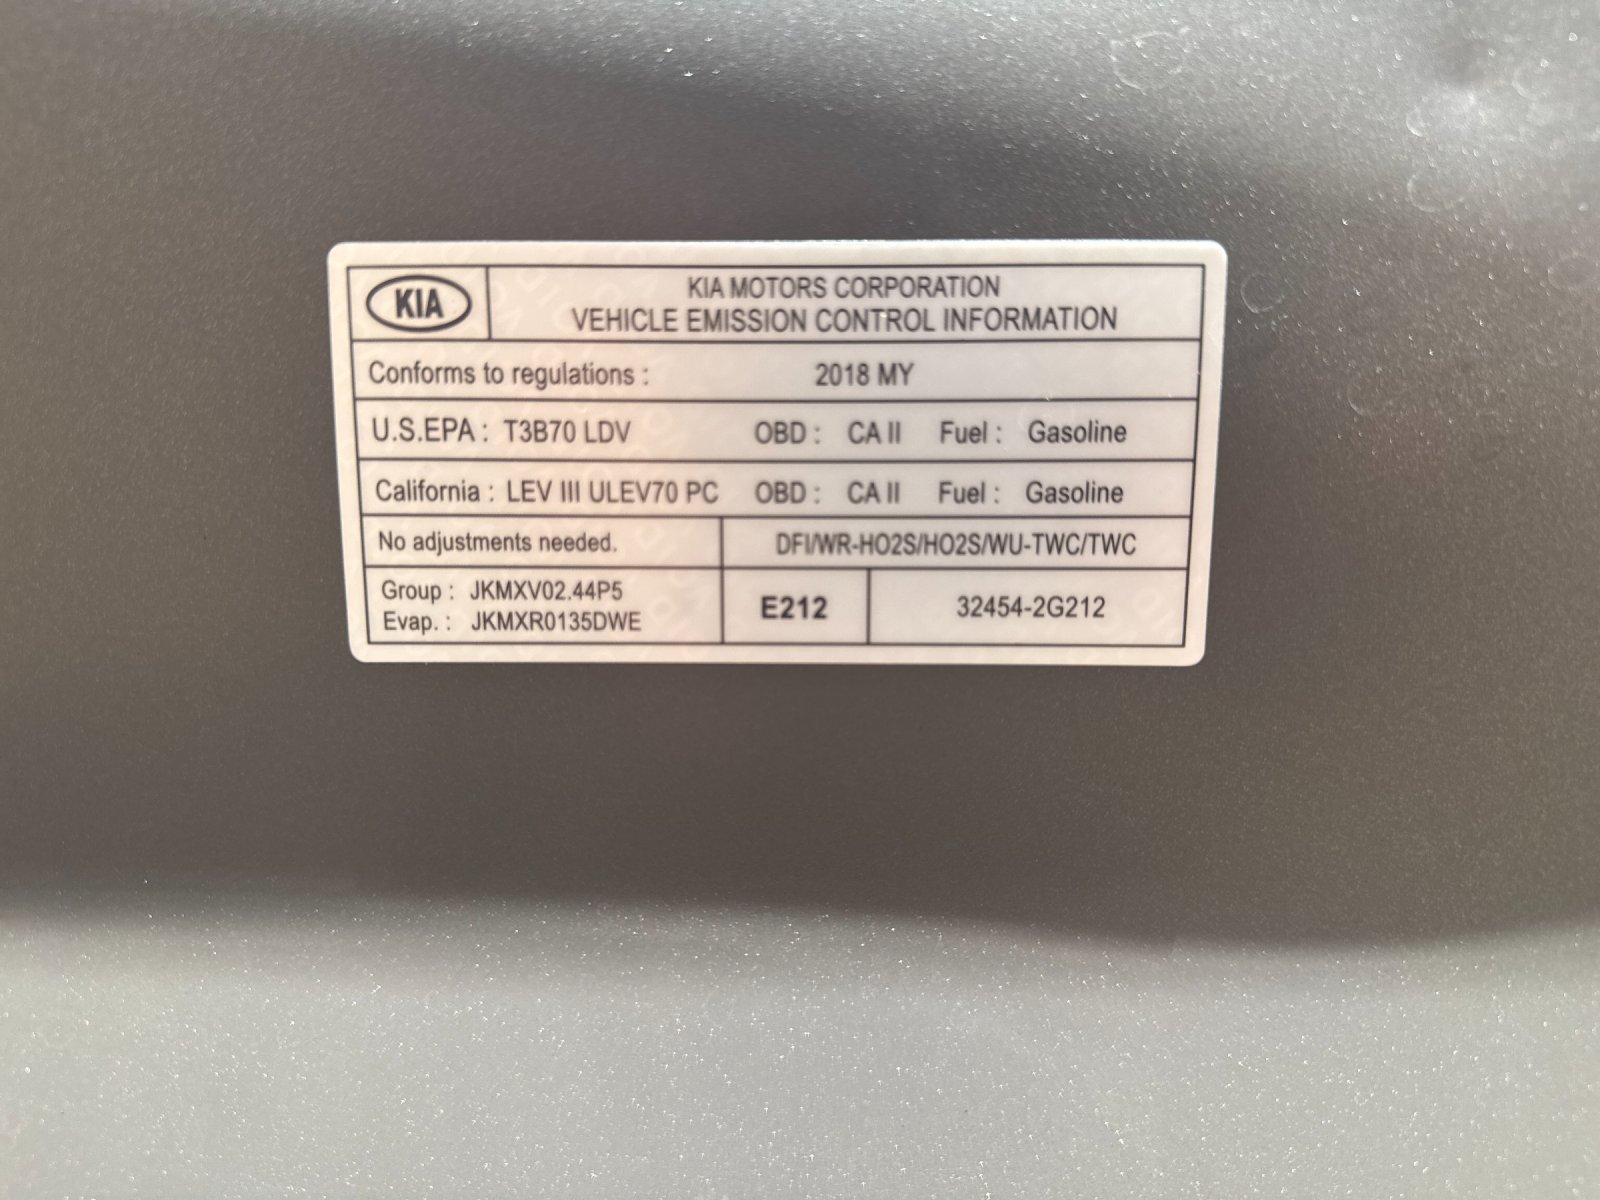 KIA
KIA MOTORS CORPORATION
VEHICLE EMISSION CONTROL INFORMATION
Conforms to regulations : 2018 MY
U.S.EPA : T3B70 LDV OBD : CA II Fuel : Gasoline
California : LEV III ULEV70 PC OBD : CA II Fuel : Gasoline
No adjustments needed. DFI/WR-HO2S/HO2S/WU-TWC/TWC
Group : JKMXV02.44P5
Evap. : JKMXR0135DWE
E212
32454-2G212